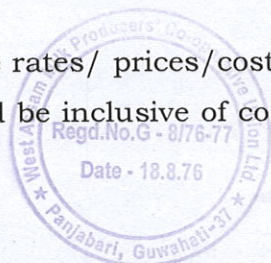 e rates/ prices/cost
d be inclusive of co
West Assam Milk Producers' Co-operative Union Ltd.
Regd.No.G - 8/76-77
Date - 18.8.76
★ Panjabari, Guwahati-37 ★